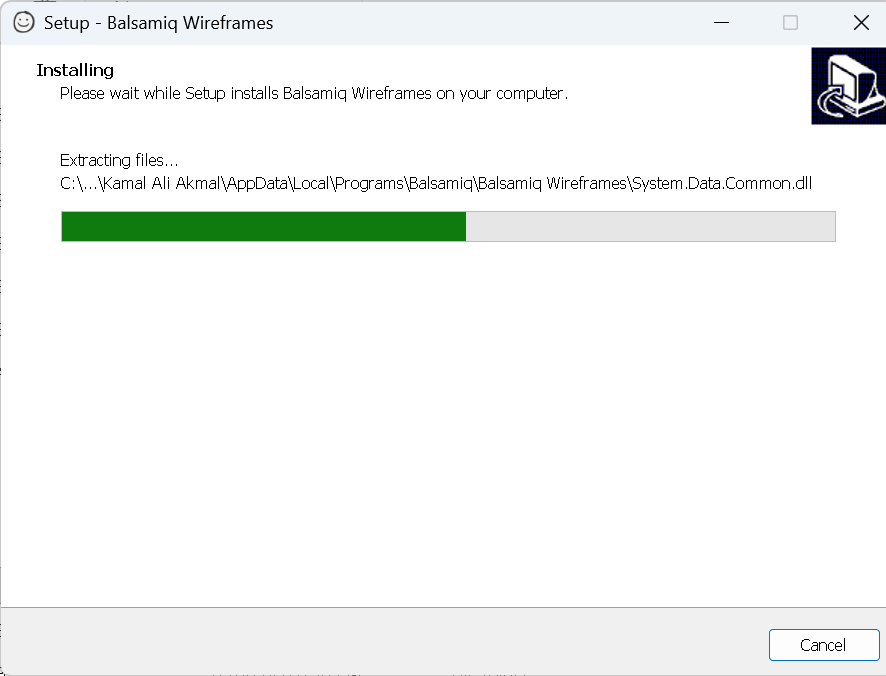 Setup - Balsamiq Wireframes
Installing
Please wait while Setup installs Balsamiq Wireframes on your computer.
Extracting files...
C:\...\Kamal Ali Akmal\AppData\Local\Programs\Balsamiq\Balsamiq Wireframes\System.Data.Common.dll
Cancel